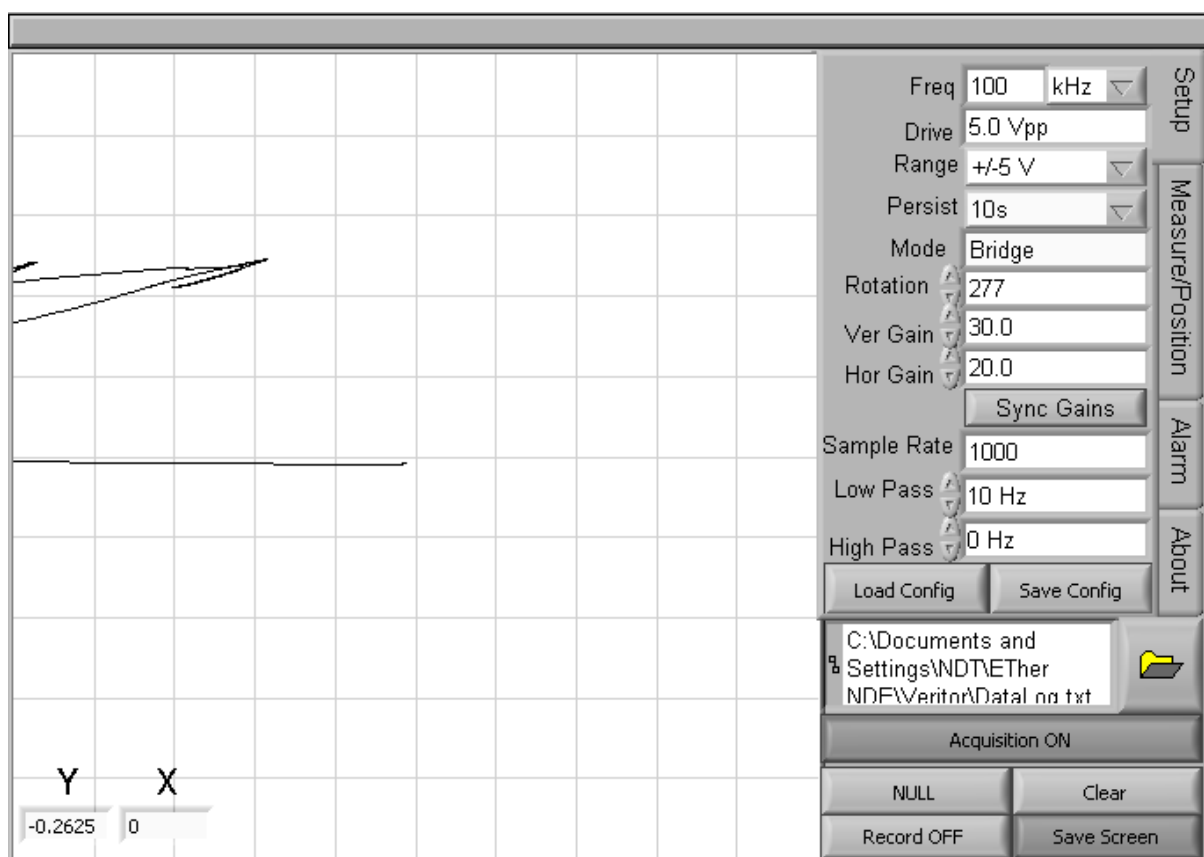 Freq 100 kHz
Drive 5.0 Vpp
Range +/-5 V
Persist 10s
Mode Bridge
Rotation 277
Ver Gain 30.0
Hor Gain 20.0
Sync Gains
Sample Rate 1000
Low Pass 10 Hz
High Pass 0 Hz
Load Config Save Config
Setup
Measure/Position
Alarm
About
C:\Documents and
Settings\NDT\ETher
NDE\Veritor\DataLog.txt
Acquisition ON
NULL Clear
Record OFF Save Screen
Y X
-0.2625 0